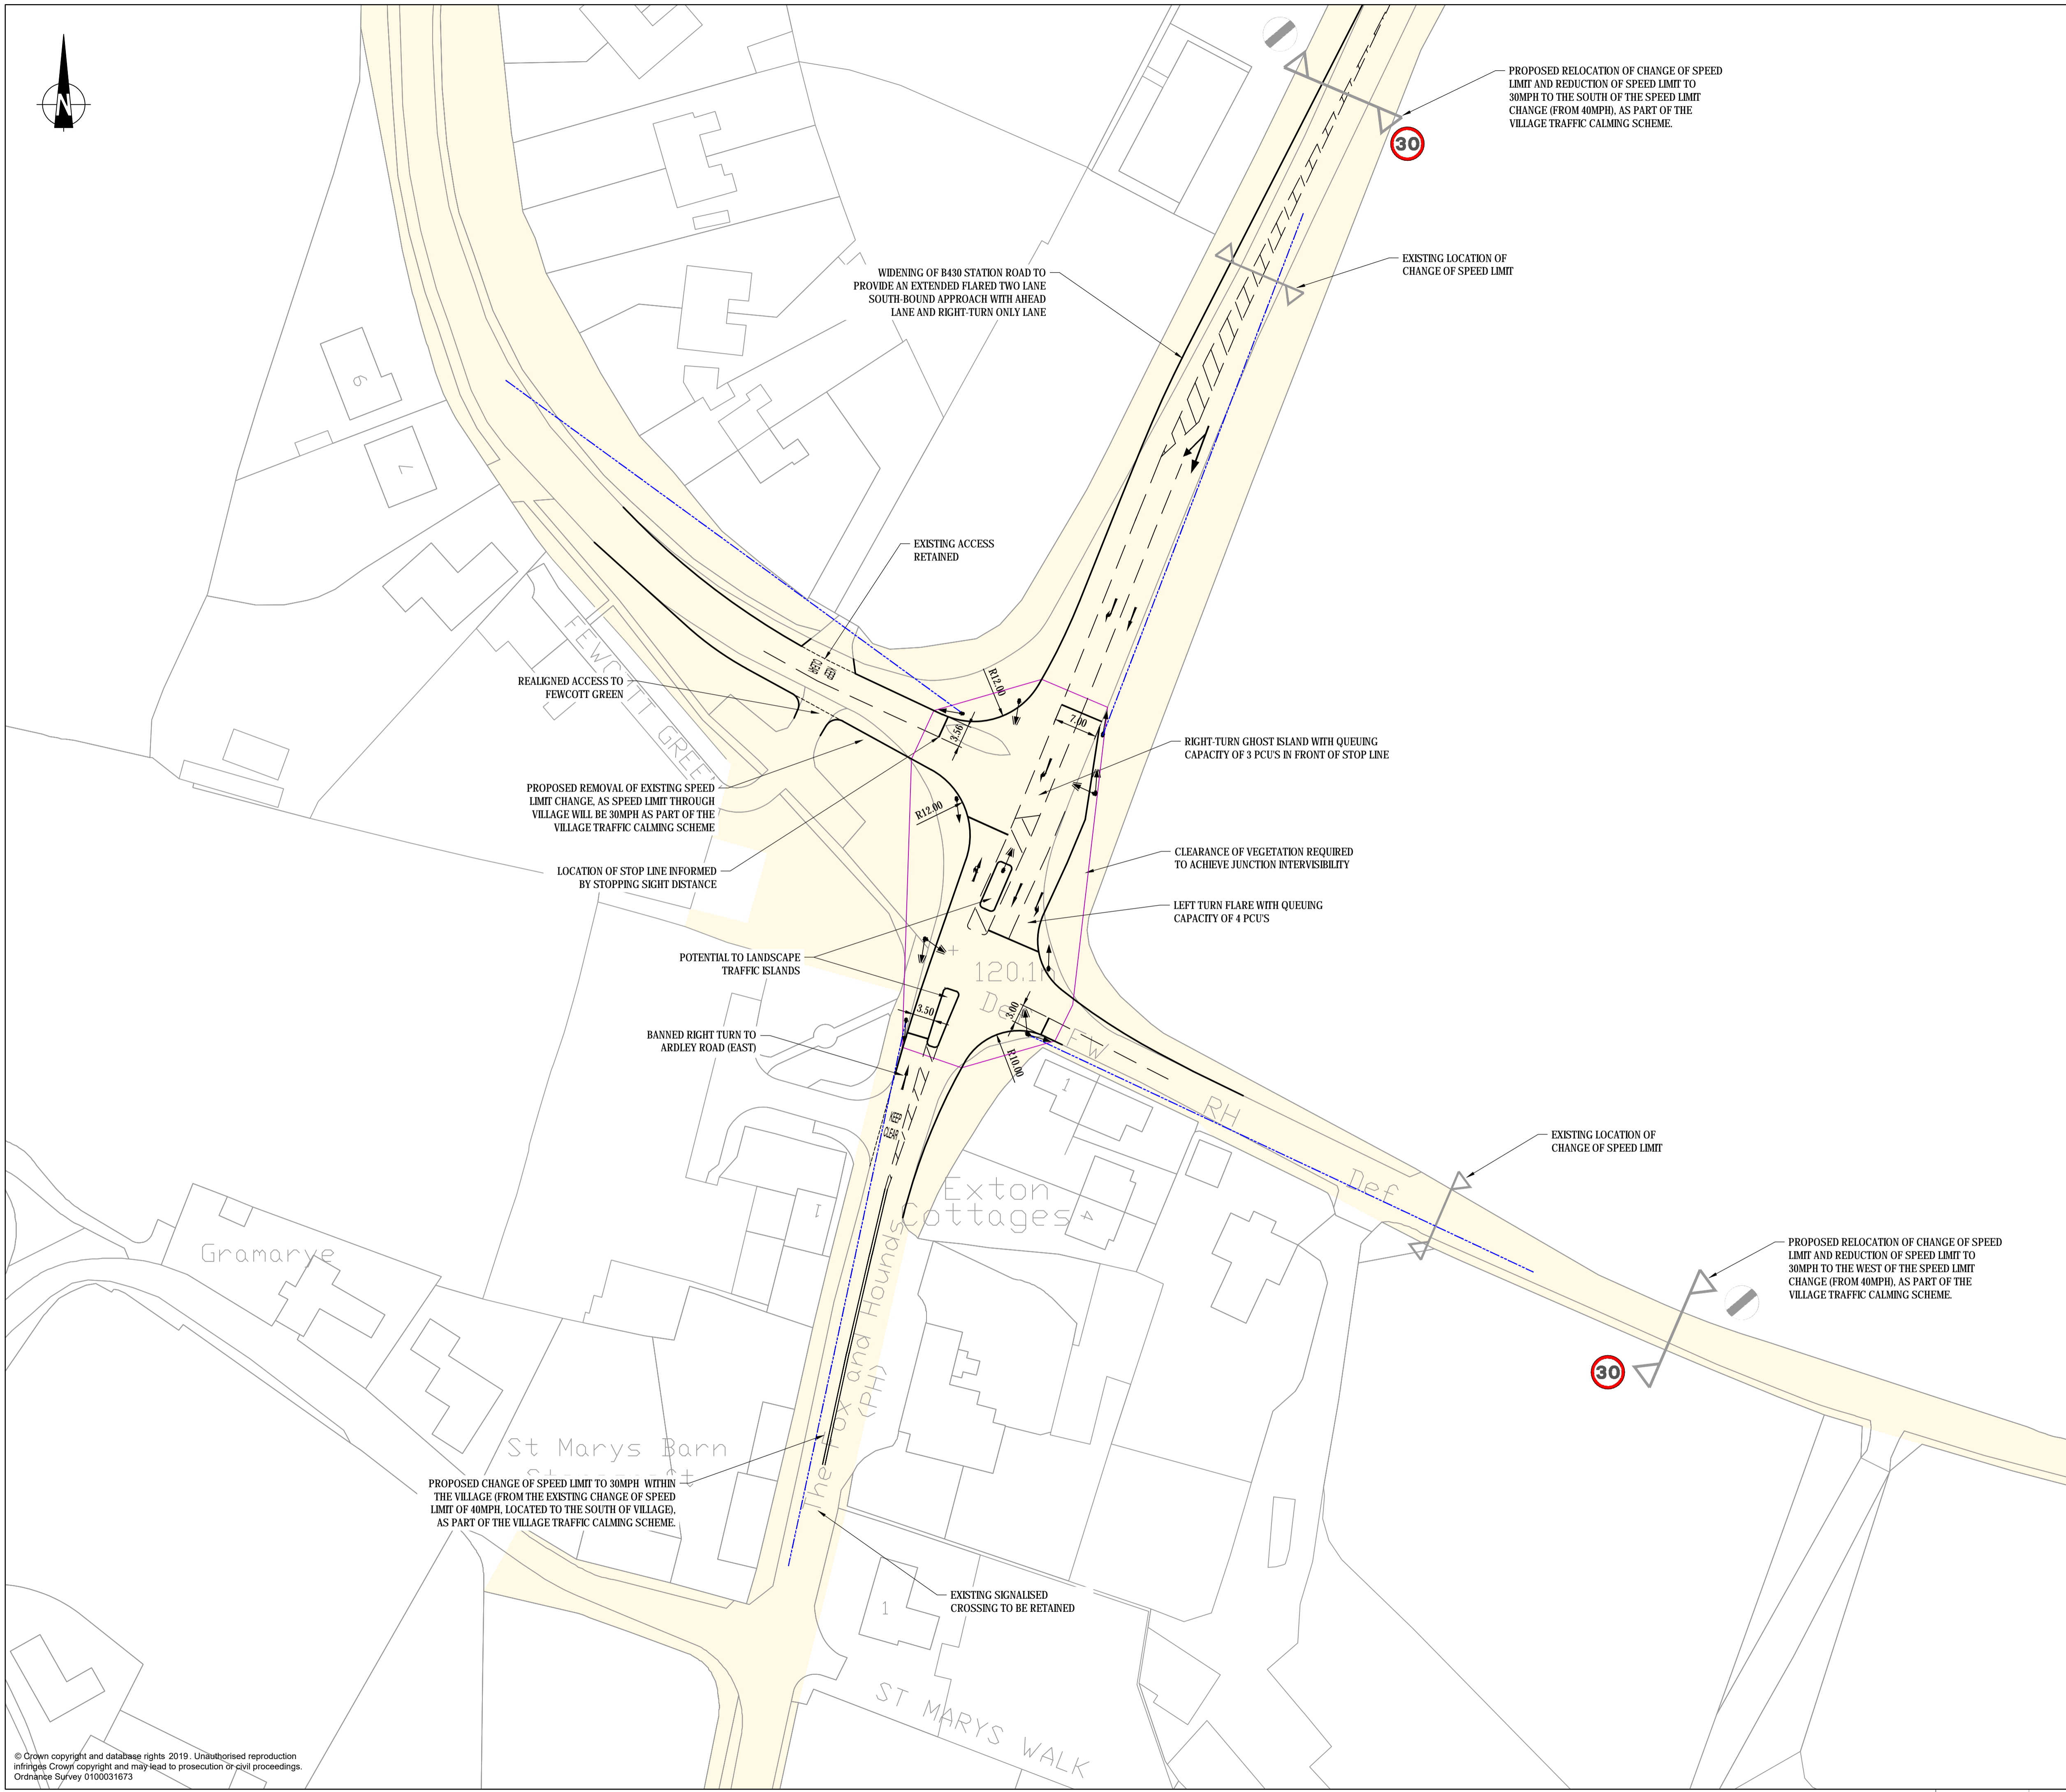 N
PROPOSED RELOCATION OF CHANGE OF SPEED
LIMIT AND REDUCTION OF SPEED LIMIT TO
30MPH TO THE SOUTH OF THE SPEED LIMIT
CHANGE (FROM 40MPH), AS PART OF THE
VILLAGE TRAFFIC CALMING SCHEME.
30
EXISTING LOCATION OF
CHANGE OF SPEED LIMIT
WIDENING OF B430 STATION ROAD TO
PROVIDE AN EXTENDED FLARED TWO LANE
SOUTH-BOUND APPROACH WITH AHEAD
LANE AND RIGHT-TURN ONLY LANE
6
7
EXISTING ACCESS
RETAINED
KEEP
CLEAR
FEWCOTT GREEN
REALIGNED ACCESS TO
FEWCOTT GREEN
R12.00
3.56
7.00
RIGHT-TURN GHOST ISLAND WITH QUEUING
CAPACITY OF 3 PCU'S IN FRONT OF STOP LINE
PROPOSED REMOVAL OF EXISTING SPEED
LIMIT CHANGE, AS SPEED LIMIT THROUGH
VILLAGE WILL BE 30MPH AS PART OF THE
VILLAGE TRAFFIC CALMING SCHEME
R12.00
CLEARANCE OF VEGETATION REQUIRED
TO ACHIEVE JUNCTION INTERVISIBILITY
LOCATION OF STOP LINE INFORMED
BY STOPPING SIGHT DISTANCE
LEFT TURN FLARE WITH QUEUING
CAPACITY OF 4 PCU'S
POTENTIAL TO LANDSCAPE
TRAFFIC ISLANDS
120.1m
Def
3.50
3.00
FW
R10.00
BANNED RIGHT TURN TO
ARDLEY ROAD (EAST)
1
RH
KEEP
CLEAR
EXISTING LOCATION OF
CHANGE OF SPEED LIMIT
Def
Exton
Cottages
4
1
Gramarye
PROPOSED RELOCATION OF CHANGE OF SPEED
LIMIT AND REDUCTION OF SPEED LIMIT TO
30MPH TO THE WEST OF THE SPEED LIMIT
CHANGE (FROM 40MPH), AS PART OF THE
VILLAGE TRAFFIC CALMING SCHEME.
30
The Fox and Hounds
(PH)
St Marys Barn
PROPOSED CHANGE OF SPEED LIMIT TO 30MPH WITHIN
THE VILLAGE (FROM THE EXISTING CHANGE OF SPEED
LIMIT OF 40MPH, LOCATED TO THE SOUTH OF VILLAGE),
AS PART OF THE VILLAGE TRAFFIC CALMING SCHEME.
EXISTING SIGNALISED
CROSSING TO BE RETAINED
1
ST MARYS WALK
© Crown copyright and database rights 2019. Unauthorised reproduction
infringes Crown copyright and may lead to prosecution or civil proceedings.
Ordnance Survey 0100031673